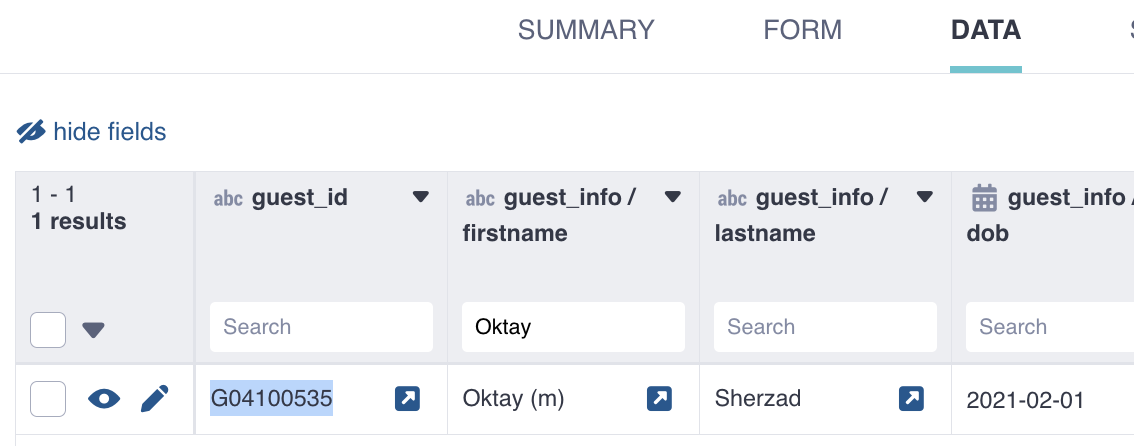 SUMMARY FORM DATA
hide fields
1 - 1
1 results
abc guest_id
abc guest_info /
firstname
abc guest_info /
lastname
guest_info /
dob
Search Oktay Search Search
G04100535 Oktay (m) Sherzad 2021-02-01